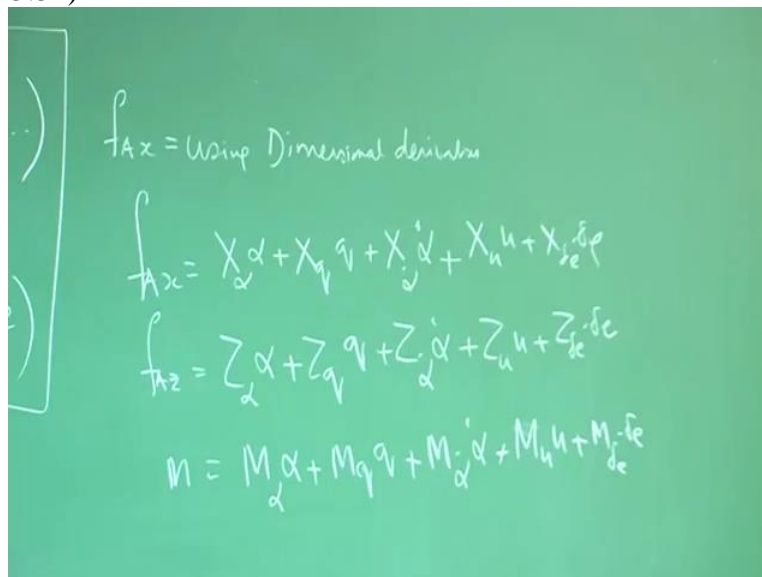 f_Ax = Using Dimensional derivatives
f_Ax = X_α α + X_q q + X_α̇ α̇ + X_u u + X_δe · δe
f_Az = Z_α α + Z_q q + Z_α̇ α̇ + Z_u u + Z_δe · δe
m = M_α α + M_q q + M_α̇ α̇ + M_u u + M_δe · δe